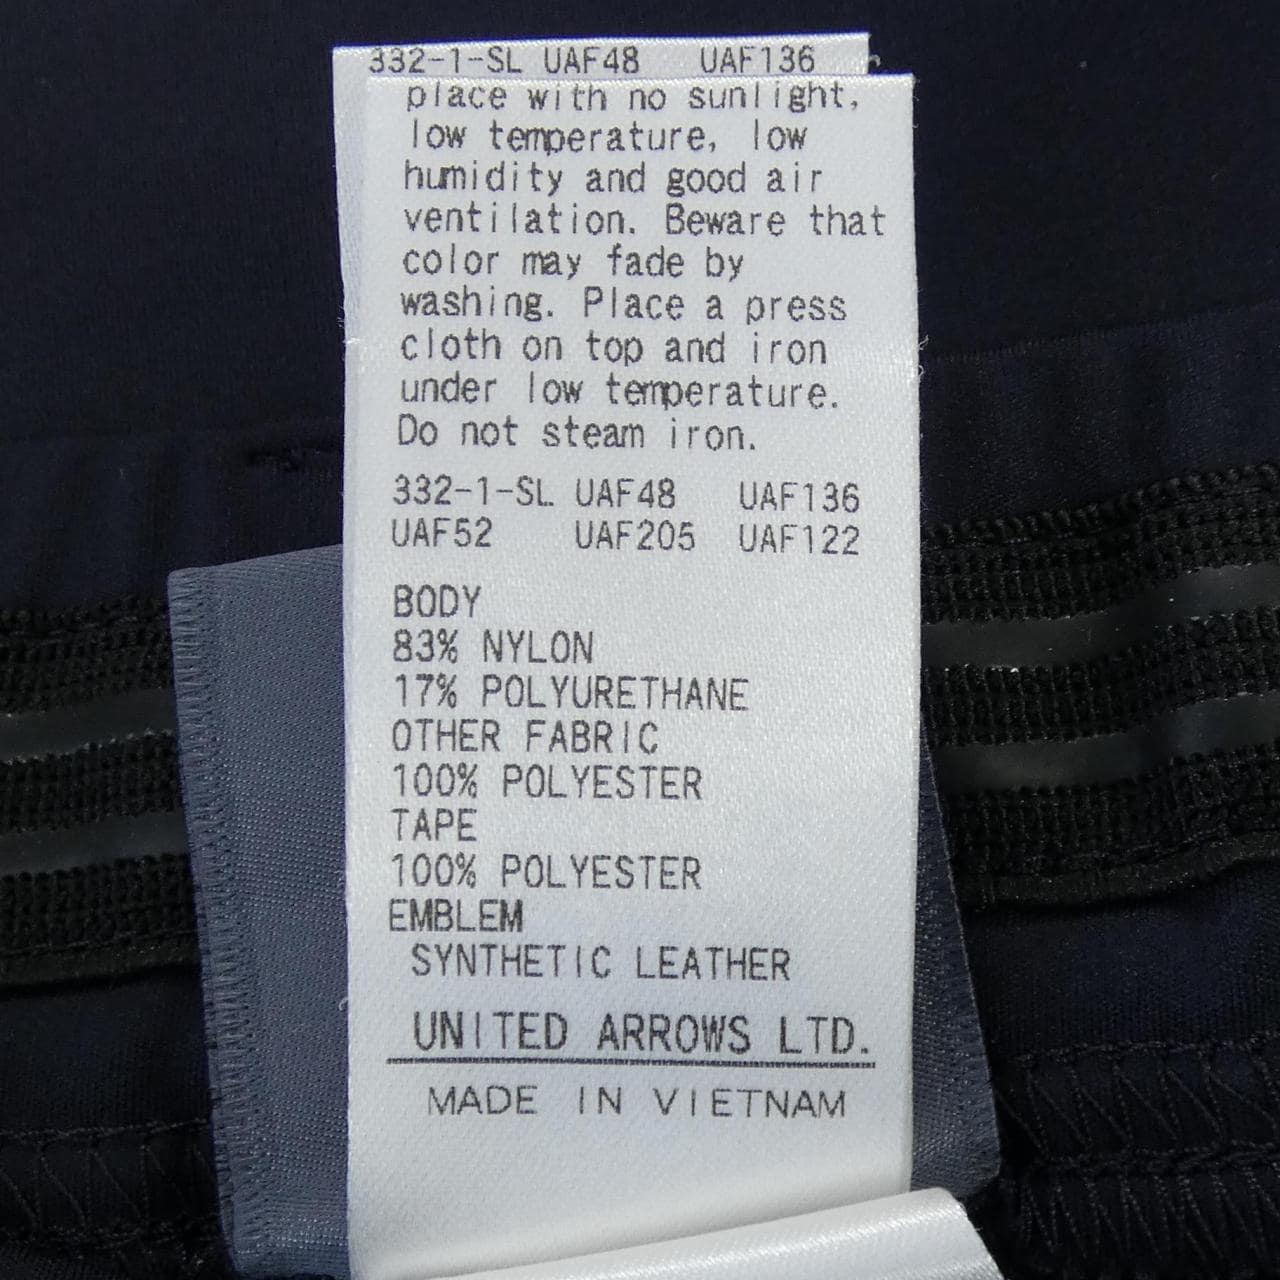 332-1-SL UAF48 UAF136
place with no sunlight,
low temperature, low
humidity and good air
ventilation. Beware that
color may fade by
washing. Place a press
cloth on top and iron
under low temperature.
Do not steam iron.
332-1-SL UAF48 UAF136
UAF52 UAF205 UAF122
BODY
83% NYLON
17% POLYURETHANE
OTHER FABRIC
100% POLYESTER
TAPE
100% POLYESTER
EMBLEM
SYNTHETIC LEATHER
UNITED ARROWS LTD.
MADE IN VIETNAM